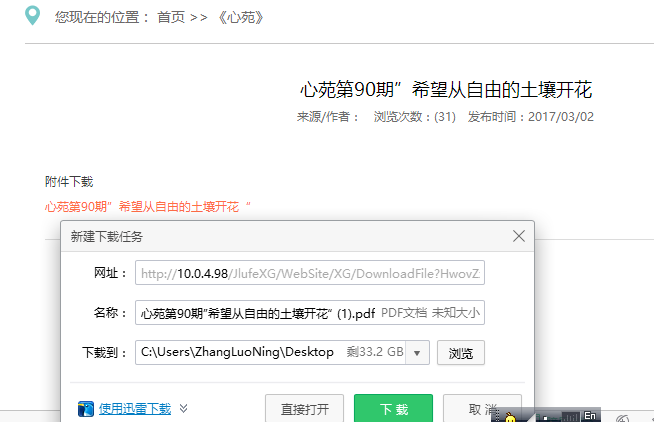 您现在的位置： 首页 >> 《心苑》
心苑第90期”希望从自由的土壤开花
来源/作者： 浏览次数：(31) 发布时间：2017/03/02
附件下载
心苑第90期”希望从自由的土壤开花“
新建下载任务
网址： http://10.0.4.98/JlufeXG/WebSite/XG/DownloadFile?HwovZ
名称： 心苑第90期”希望从自由的土壤开花“ (1).pdf PDF文档 未知大小
下载到： C:\Users\ZhangLuoNing\Desktop 剩33.2 GB 浏览
使用迅雷下载 直接打开 下载 取消
En